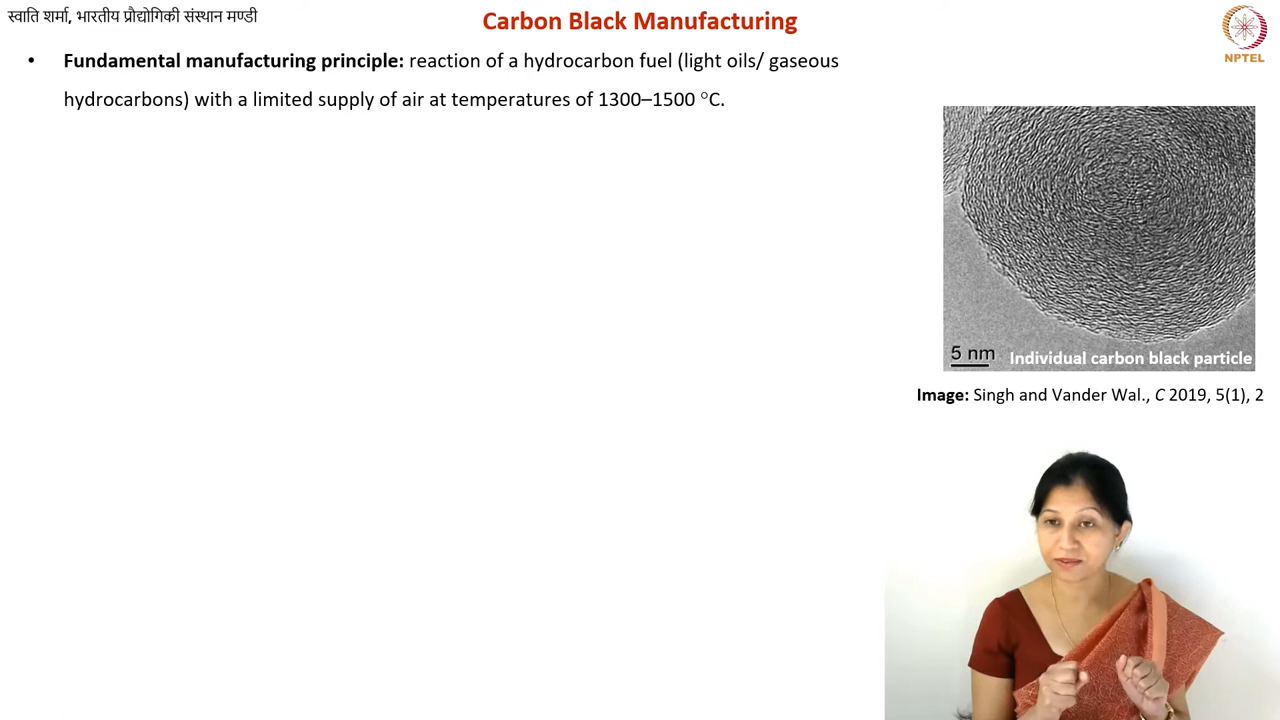 स्वाति शर्मा, भारतीय प्रौद्योगिकी संस्थान मण्डी
Carbon Black Manufacturing
NPTEL
• Fundamental manufacturing principle: reaction of a hydrocarbon fuel (light oils/ gaseous
hydrocarbons) with a limited supply of air at temperatures of 1300–1500 °C.
5 nm
Individual carbon black particle
Image: Singh and Vander Wal., C 2019, 5(1), 2